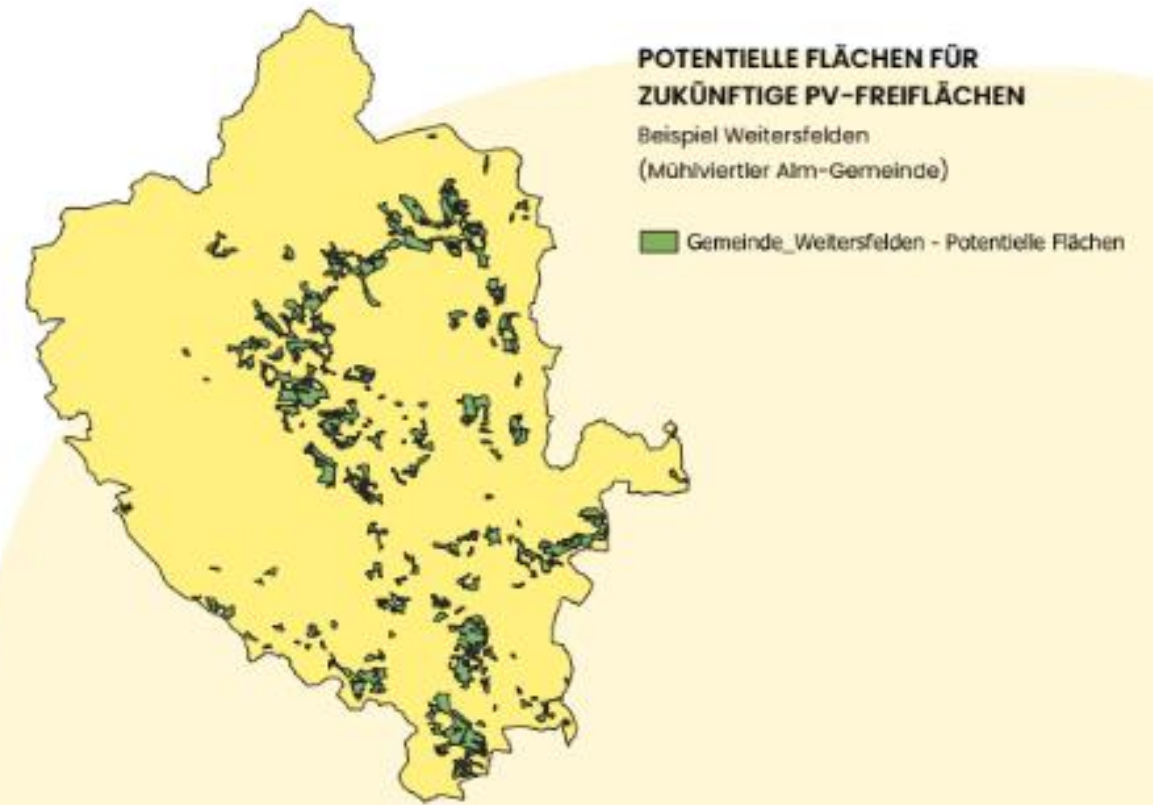 POTENTIELLE FLÄCHEN FÜR
ZUKÜNFTIGE PV-FREIFLÄCHEN
Beispiel Weitersfelden
(Mühlviertler Alm-Gemeinde)
Gemeinde_Weitersfelden - Potentielle Flächen